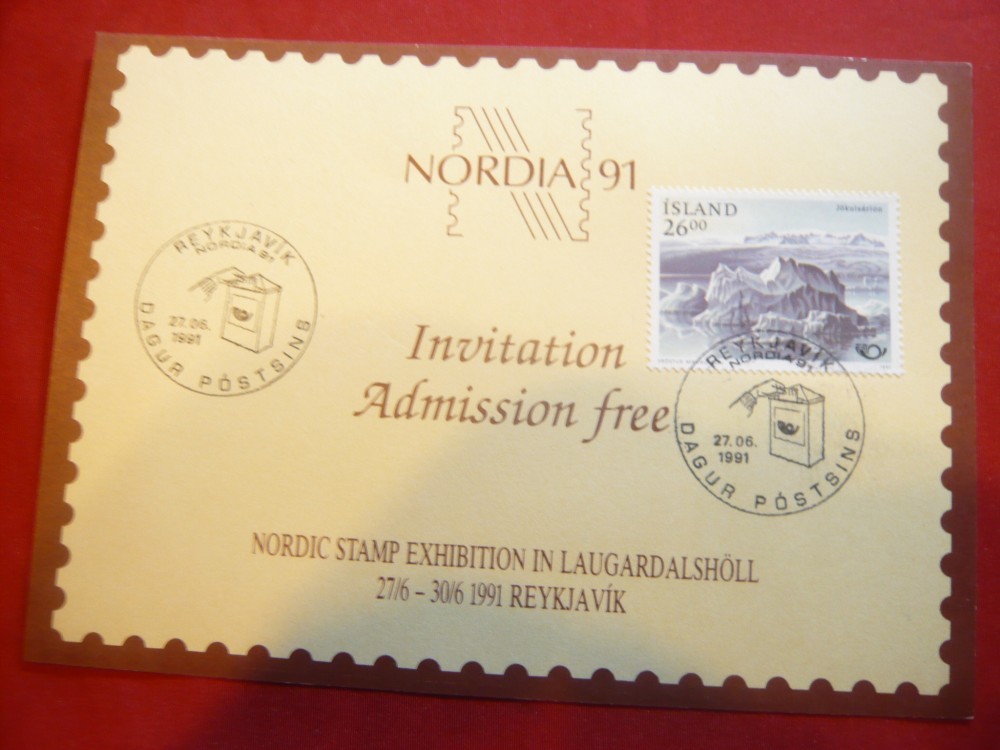 NORDIA 91
ÍSLAND
26⁰⁰
Jökulsárlón
REYKJAVÍK
NORDIA 91
27.06.
1991
DAGUR PÓSTSINS
Invitation
Admission free
REYKJAVÍK
NORDIA 91
27.06.
1991
DAGUR PÓSTSINS
NORDIC STAMP EXHIBITION IN LAUGARDALSHÖLL
27/6 – 30/6 1991 REYKJAVÍK